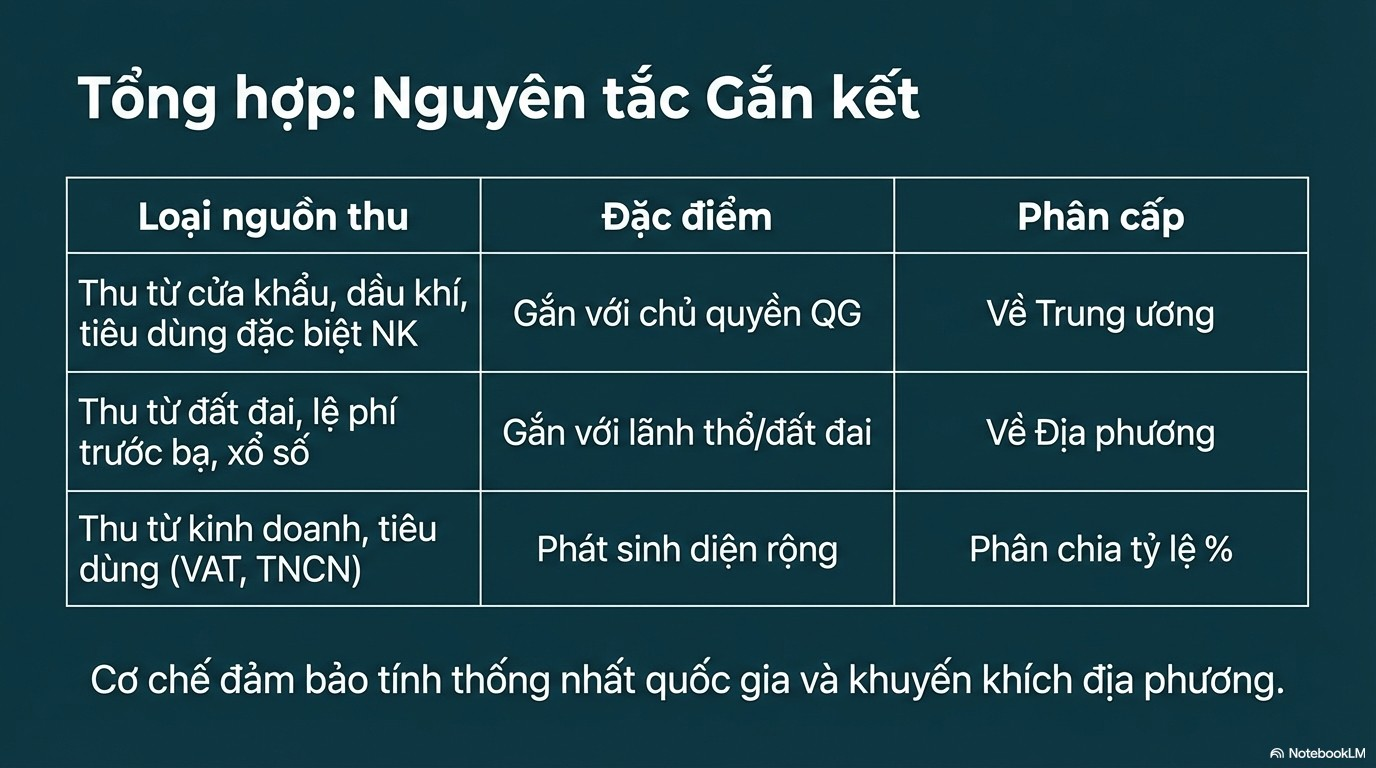 Tổng hợp: Nguyên tắc Gắn kết
Loại nguồn thu
Đặc điểm
Phân cấp
Thu từ cửa khẩu, dầu khí,
tiêu dùng đặc biệt NK
Gắn với chủ quyền QG
Về Trung ương
Thu từ đất đai, lệ phí
trước bạ, xổ số
Gắn với lãnh thổ/đất đai
Về Địa phương
Thu từ kinh doanh, tiêu
dùng (VAT, TNCN)
Phát sinh diện rộng
Phân chia tỷ lệ %
Cơ chế đảm bảo tính thống nhất quốc gia và khuyến khích địa phương.
NotebookLM